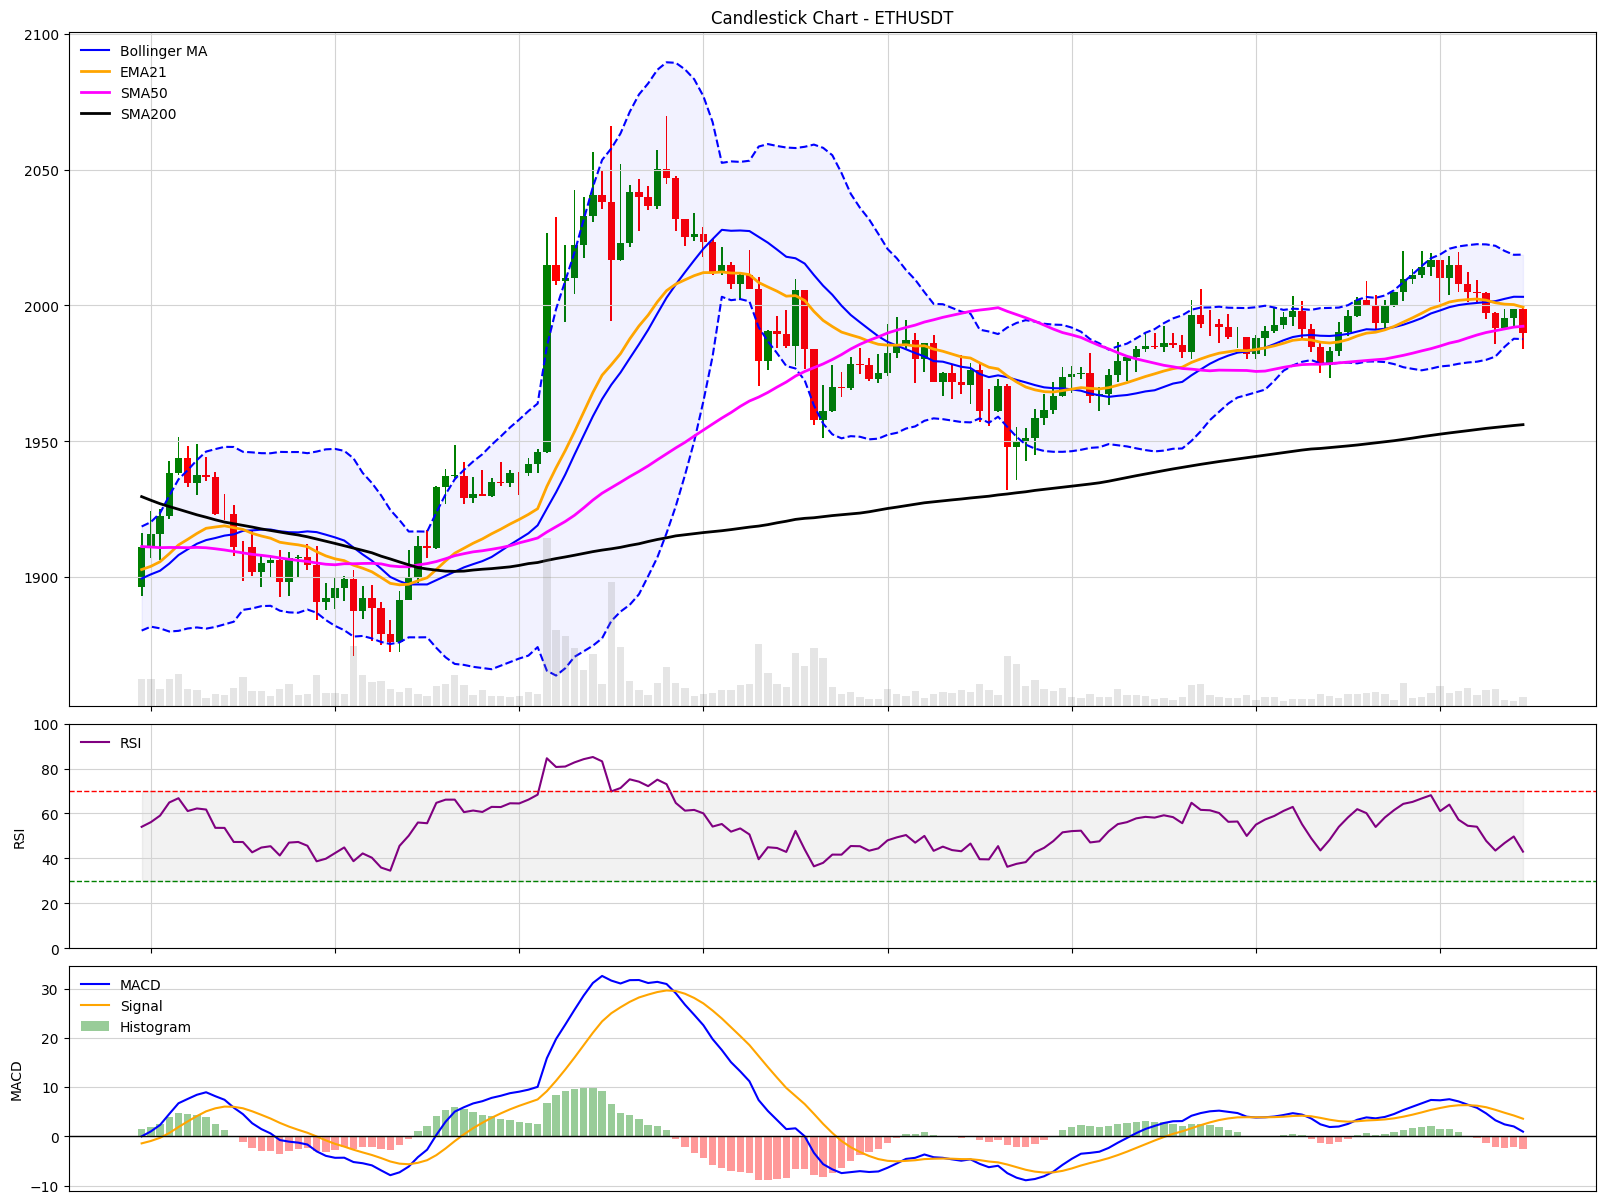 Candlestick Chart - ETHUSDT
Bollinger MA
EMA21
SMA50
SMA200
2100
2050
2000
1950
1900
RSI
100
80
60
40
20
0
RSI
MACD
Signal
Histogram
30
20
10
0
−10
MACD